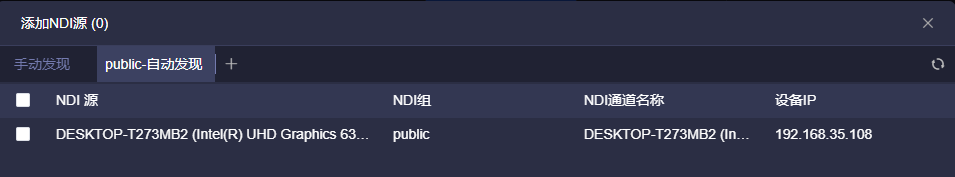 添加NDI源 (0)
手动发现 public-自动发现
NDI 源 NDI组 NDI通道名称 设备IP
DESKTOP-T273MB2 (Intel(R) UHD Graphics 63... public DESKTOP-T273MB2 (In... 192.168.35.108